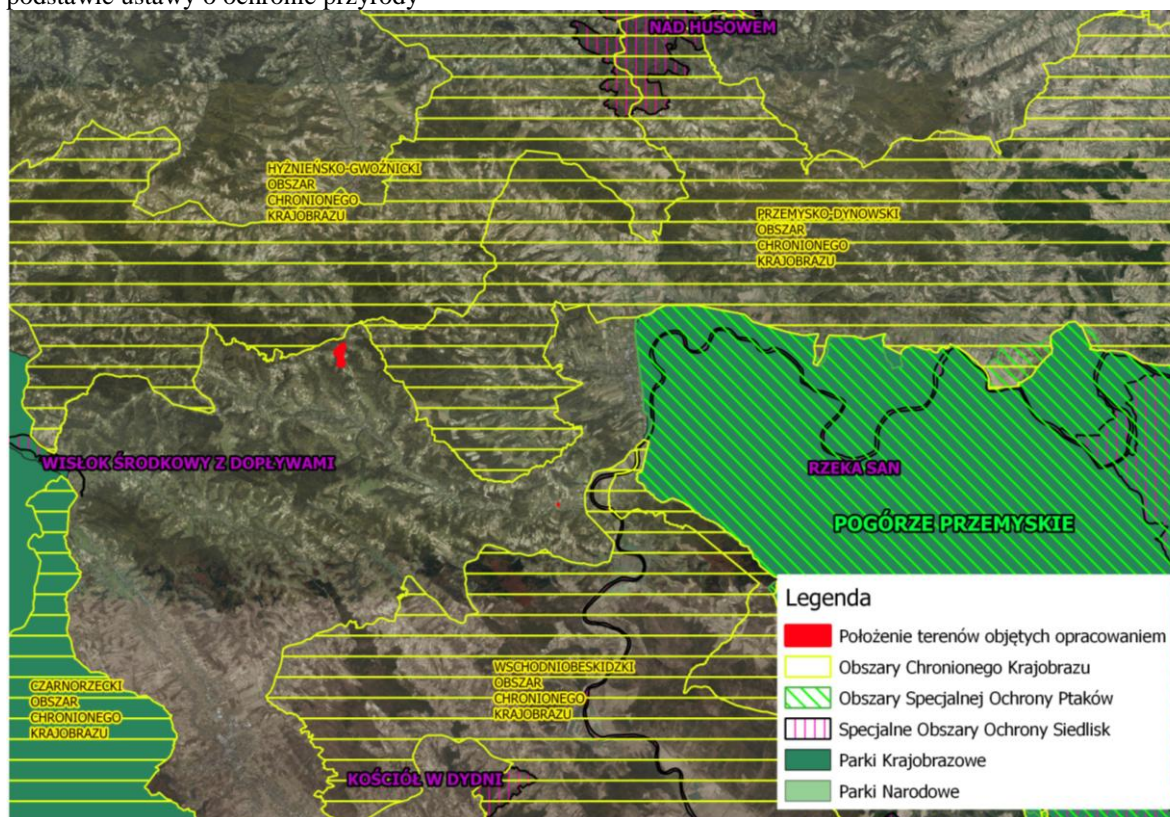 podstawie ustawy o ochronie przyrody
NAD HUSOWEM
HYŻNIEŃSKO-GWOŹNICKI
OBSZAR
CHRONIONEGO
KRAJOBRAZU
PRZEMYSKO-DYNOWSKI
OBSZAR
CHRONIONEGO
KRAJOBRAZU
WISŁOK ŚRODKOWY Z DOPŁYWAMI
RZEKA SAN
POGÓRZE PRZEMYSKIE
CZARNORZECKI
OBSZAR
CHRONIONEGO
KRAJOBRAZU
WSCHODNIOBESKIDZKI
OBSZAR
CHRONIONEGO
KRAJOBRAZU
KOŚCIÓŁ W DYDNI
Legenda
Położenie terenów objętych opracowaniem
Obszary Chronionego Krajobrazu
Obszary Specjalnej Ochrony Ptaków
Specjalne Obszary Ochrony Siedlisk
Parki Krajobrazowe
Parki Narodowe